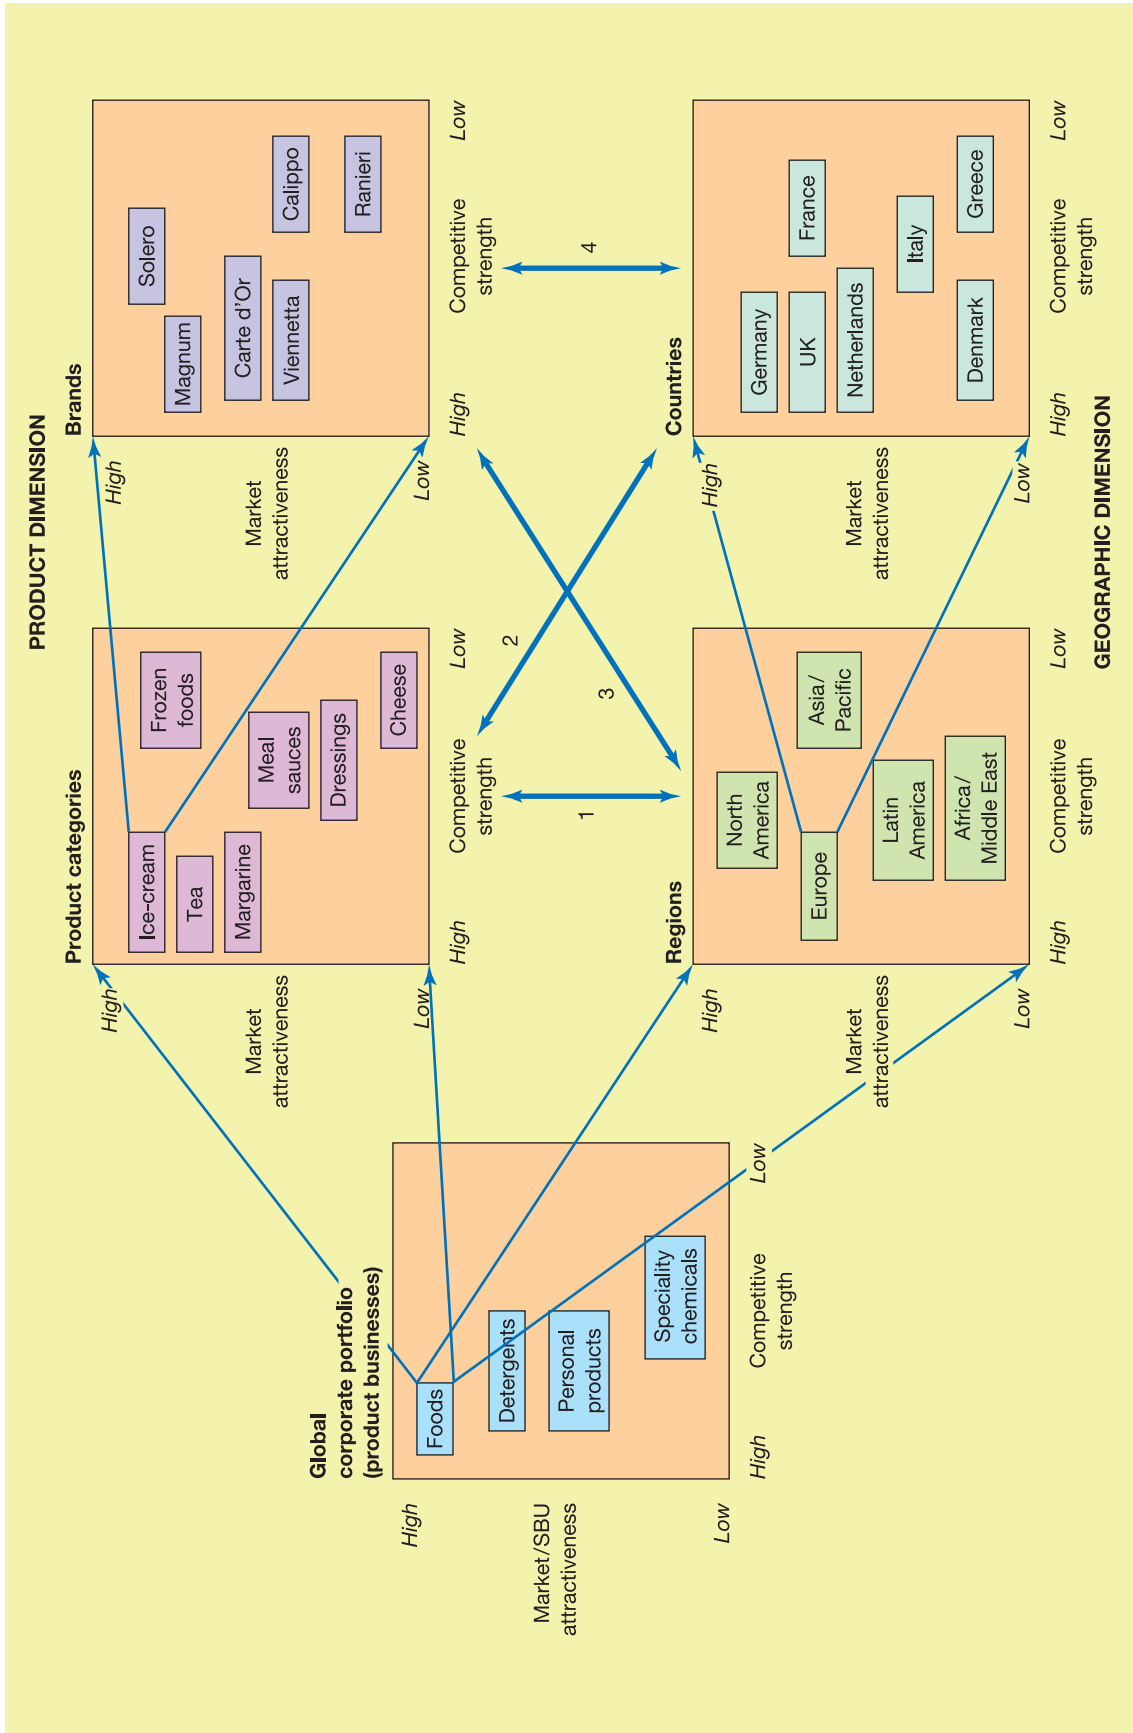 PRODUCT DIMENSION
Product categories
High
Market
attractiveness
Low
Ice-cream
Tea
Margarine
Frozen
foods
Meal
sauces
Dressings
Cheese
High
Competitive
strength
Low
Brands
High
Market
attractiveness
Low
Solero
Magnum
Carte d'Or
Viennetta
Calippo
Ranieri
High
Competitive
strength
Low
Global
corporate portfolio
(product businesses)
High
Market/SBU
attractiveness
Low
Foods
Detergents
Personal
products
Speciality
chemicals
High
Competitive
strength
Low
1
2
3
4
Regions
High
Market
attractiveness
Low
North
America
Europe
Asia/
Pacific
Latin
America
Africa/
Middle East
High
Competitive
strength
Low
Countries
High
Market
attractiveness
Low
Germany
UK
France
Netherlands
Italy
Denmark
Greece
High
Competitive
strength
Low
GEOGRAPHIC DIMENSION